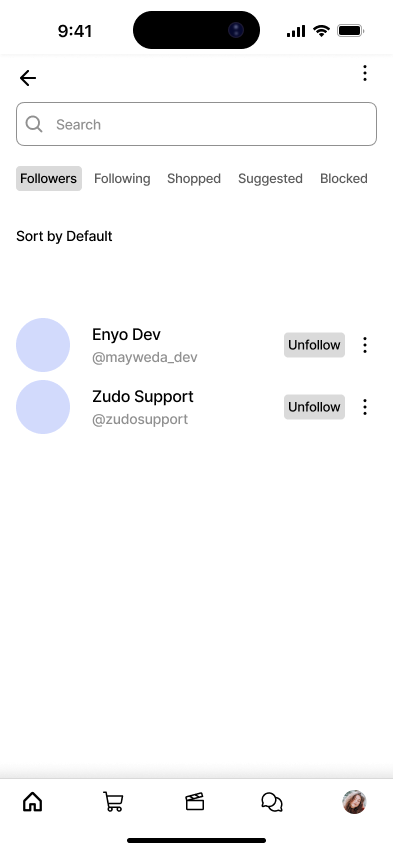 9:41
Search
Followers Following Shopped Suggested Blocked
Sort by Default
Enyo Dev
@mayweda_dev
Unfollow
Zudo Support
@zudosupport
Unfollow